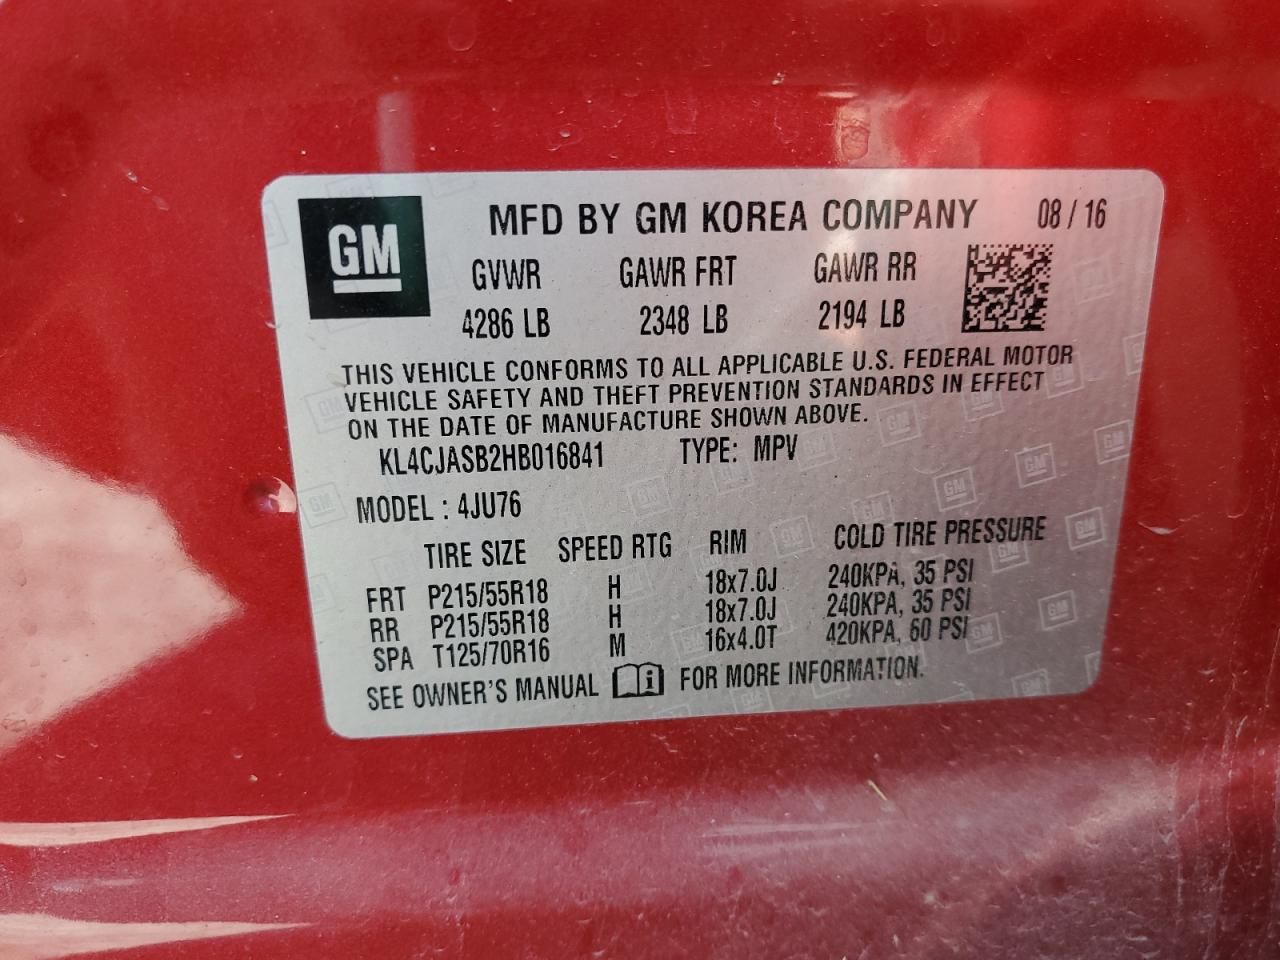 GM MFD BY GM KOREA COMPANY 08 / 16
GVWR GAWR FRT GAWR RR
4286 LB 2348 LB 2194 LB
THIS VEHICLE CONFORMS TO ALL APPLICABLE U.S. FEDERAL MOTOR
VEHICLE SAFETY AND THEFT PREVENTION STANDARDS IN EFFECT
ON THE DATE OF MANUFACTURE SHOWN ABOVE.
KL4CJASB2HB016841 TYPE: MPV
MODEL : 4JU76
TIRE SIZE SPEED RTG RIM COLD TIRE PRESSURE
FRT P215/55R18 H 18x7.0J 240KPA, 35 PSI
RR P215/55R18 H 18x7.0J 240KPA, 35 PSI
SPA T125/70R16 M 16x4.0T 420KPA, 60 PSI
SEE OWNER'S MANUAL i FOR MORE INFORMATION.